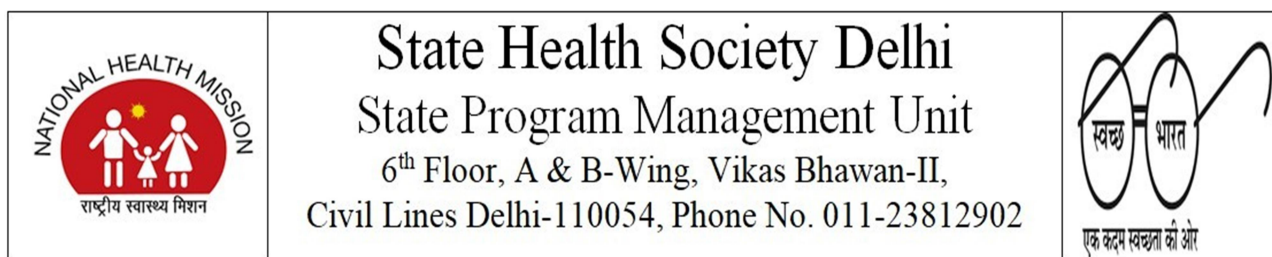 NATIONAL HEALTH MISSION
राष्ट्रीय स्वास्थ्य मिशन
State Health Society Delhi
State Program Management Unit
6th Floor, A & B-Wing, Vikas Bhawan-II,
Civil Lines Delhi-110054, Phone No. 011-23812902
स्वच्छ भारत
एक कदम स्वच्छता की ओर